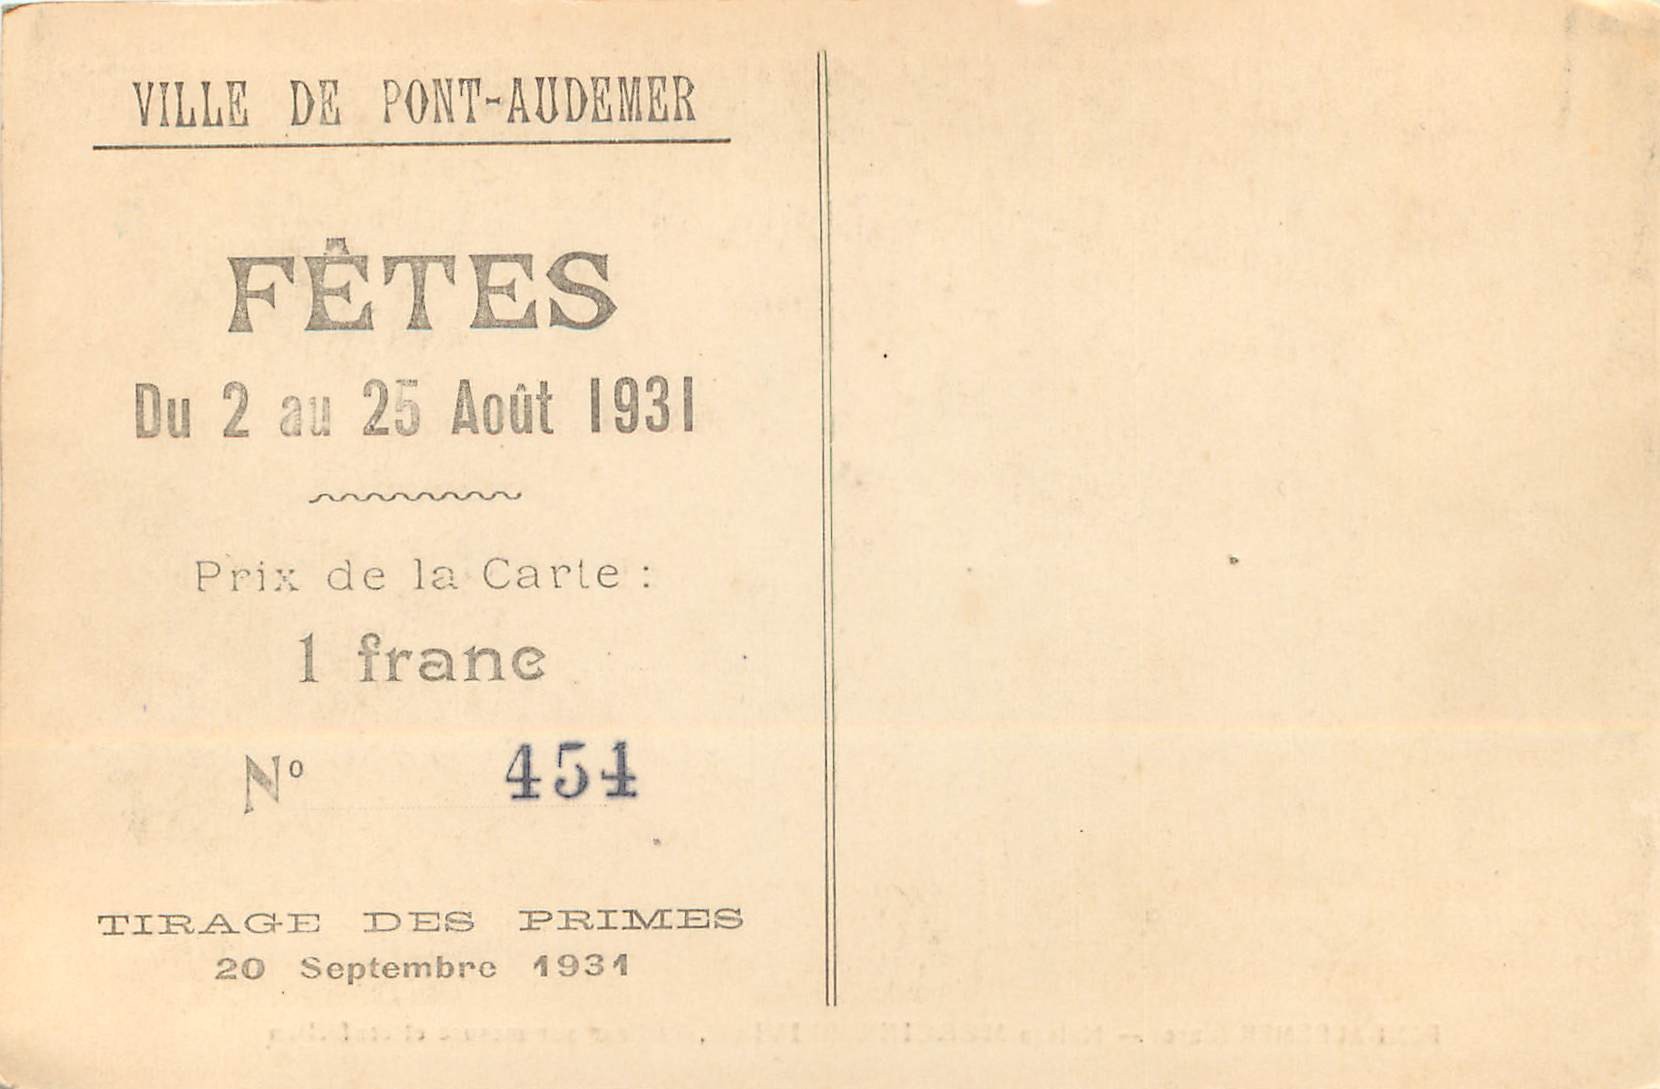 VILLE DE PONT-AUDEMER
FÊTES
Du 2 au 25 Août 1931
Prix de la Carte :
1 franc
Nº 451
TIRAGE DES PRIMES
20 Septembre 1931